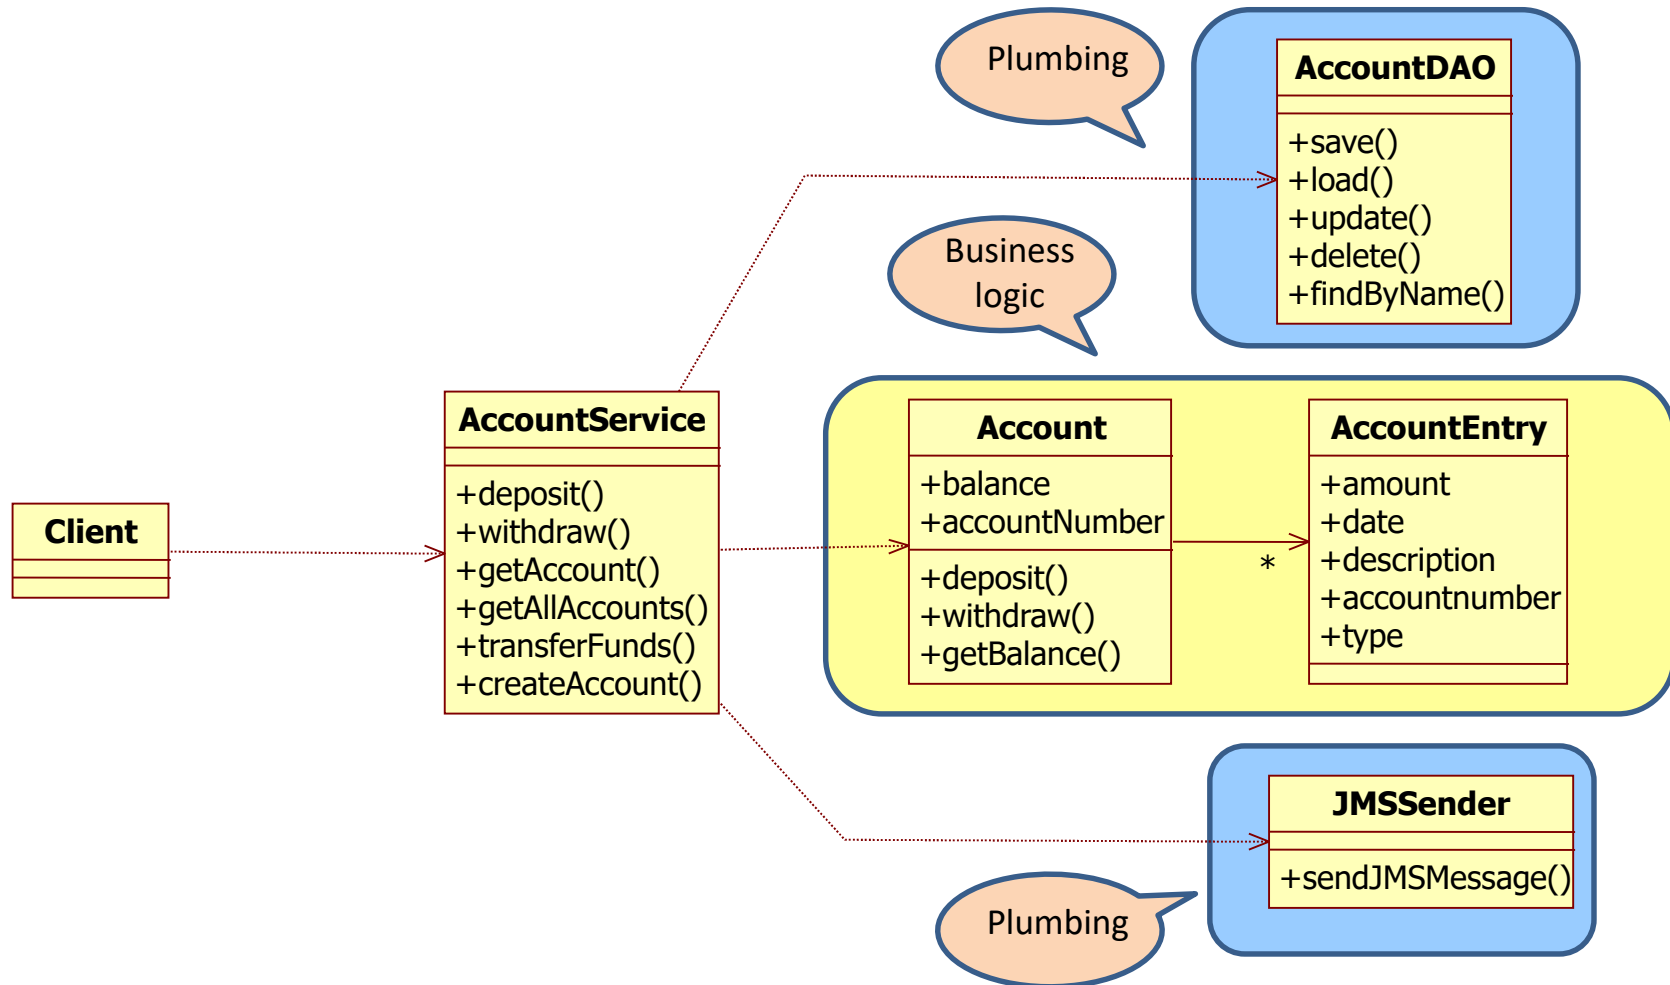 Plumbing
AccountDAO
+save()
+load()
+update()
+delete()
+findByName()
Business
logic
Client
AccountService
+deposit()
+withdraw()
+getAccount()
+getAllAccounts()
+transferFunds()
+createAccount()
Account
+balance
+accountNumber
+deposit()
+withdraw()
+getBalance()
*
AccountEntry
+amount
+date
+description
+accountnumber
+type
JMSSender
+sendJMSMessage()
Plumbing